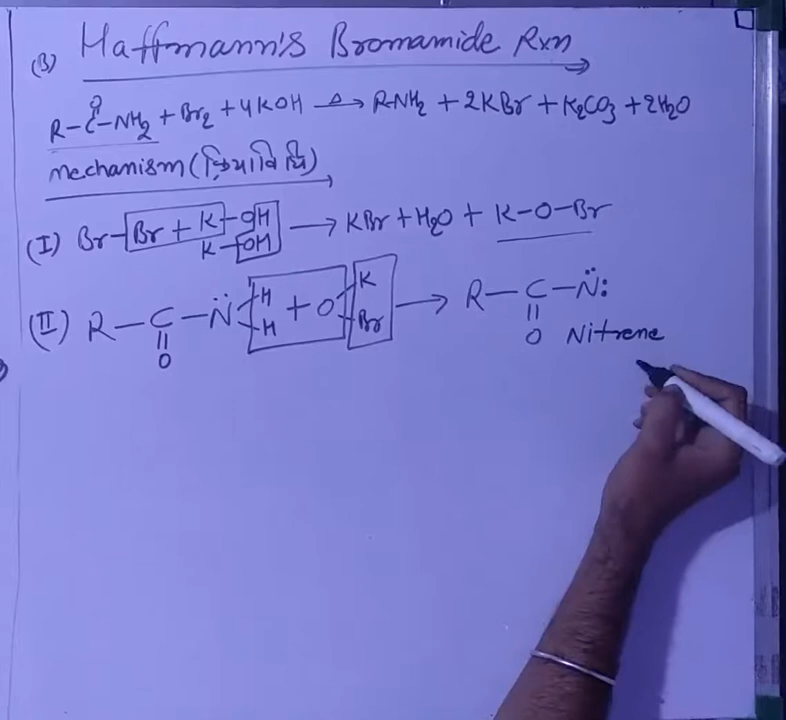 (B) Haffmann's Bromamide Rxn
R-C(=O)-NH2 + Br2 + 4KOH -Δ→ R-NH2 + 2KBr + K2CO3 + 2H2O
mechanism (क्रियाविधि)
(I) Br-Br + K-OH K-OH → KBr + H2O + K-O-Br
(II) R-C(=O)-N̈(-H)(-H) + O(-K)(-Br) → R-C(=O)-N̈:
Nitrene